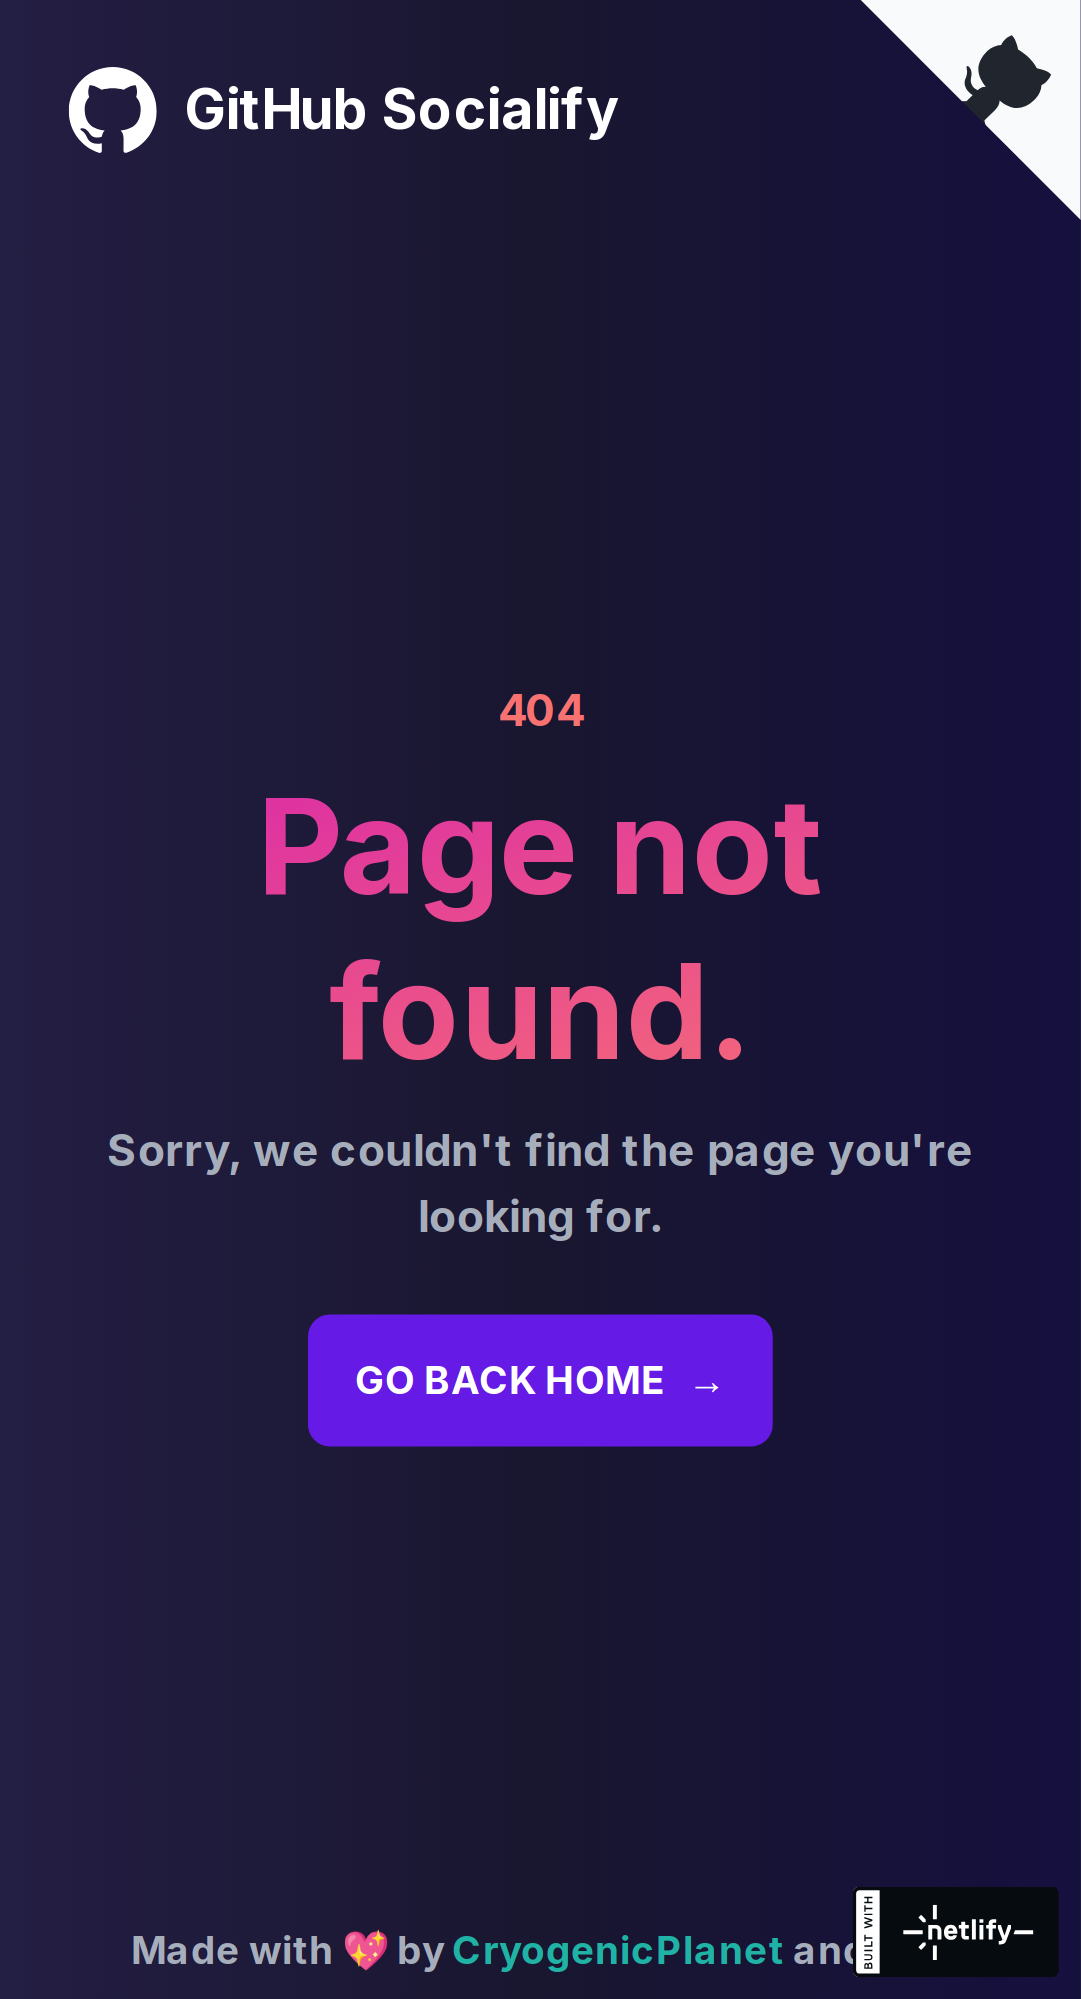 GitHub Socialify
404
Page not
found.
Sorry, we couldn't find the page you're
looking for.
GO BACK HOME →
Made with 💖 by CryogenicPlanet and
BUILT WITH
netlify